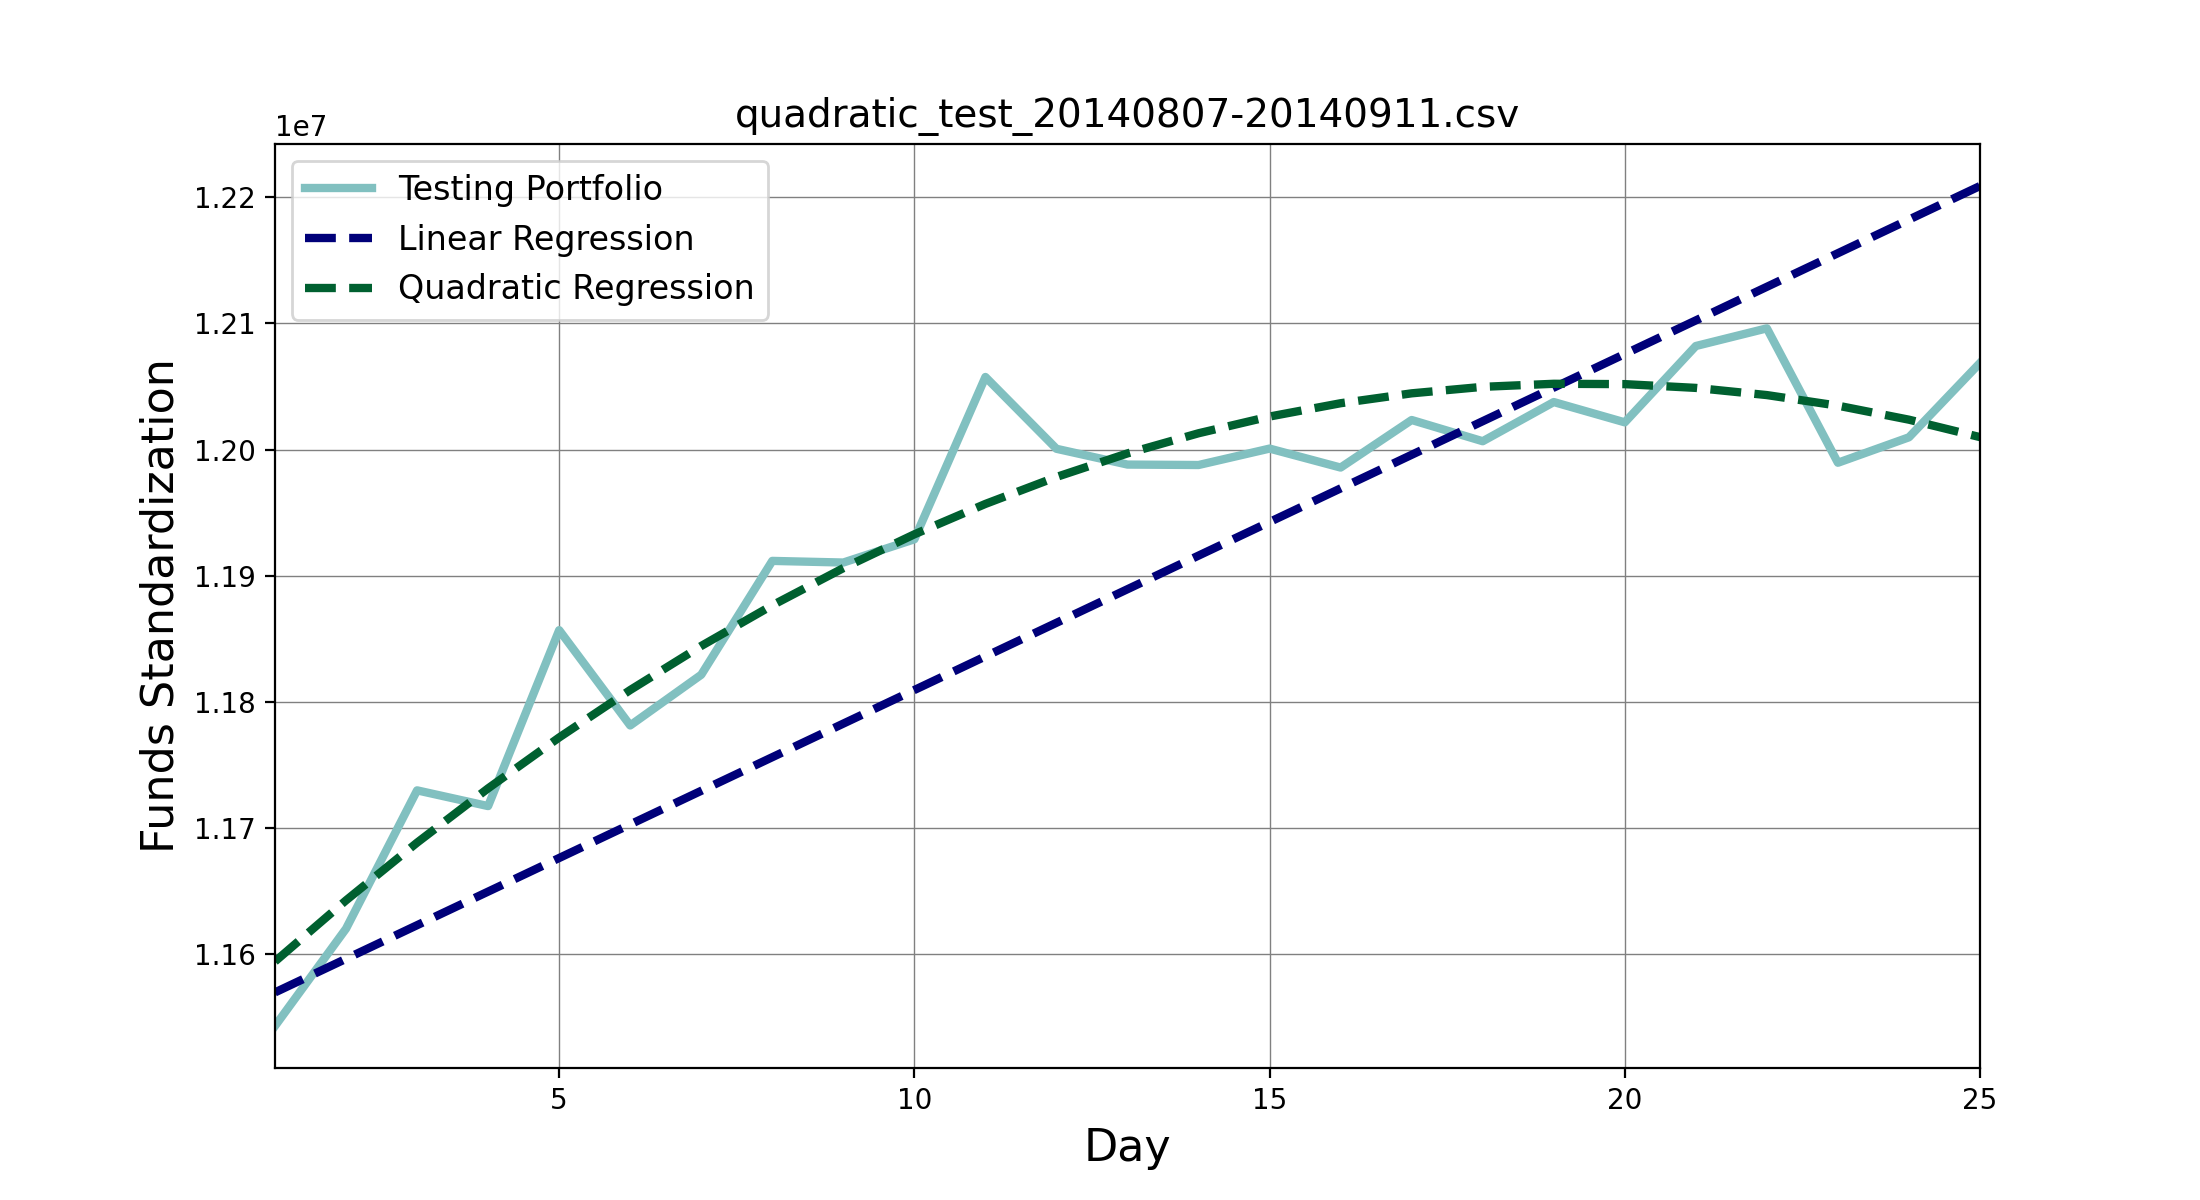 quadratic_test_20140807-20140911.csv
1e7
Testing Portfolio
Linear Regression
Quadratic Regression
1.22
1.21
1.20
1.19
1.18
1.17
1.16
Funds Standardization
5 10 15 20 25
Day